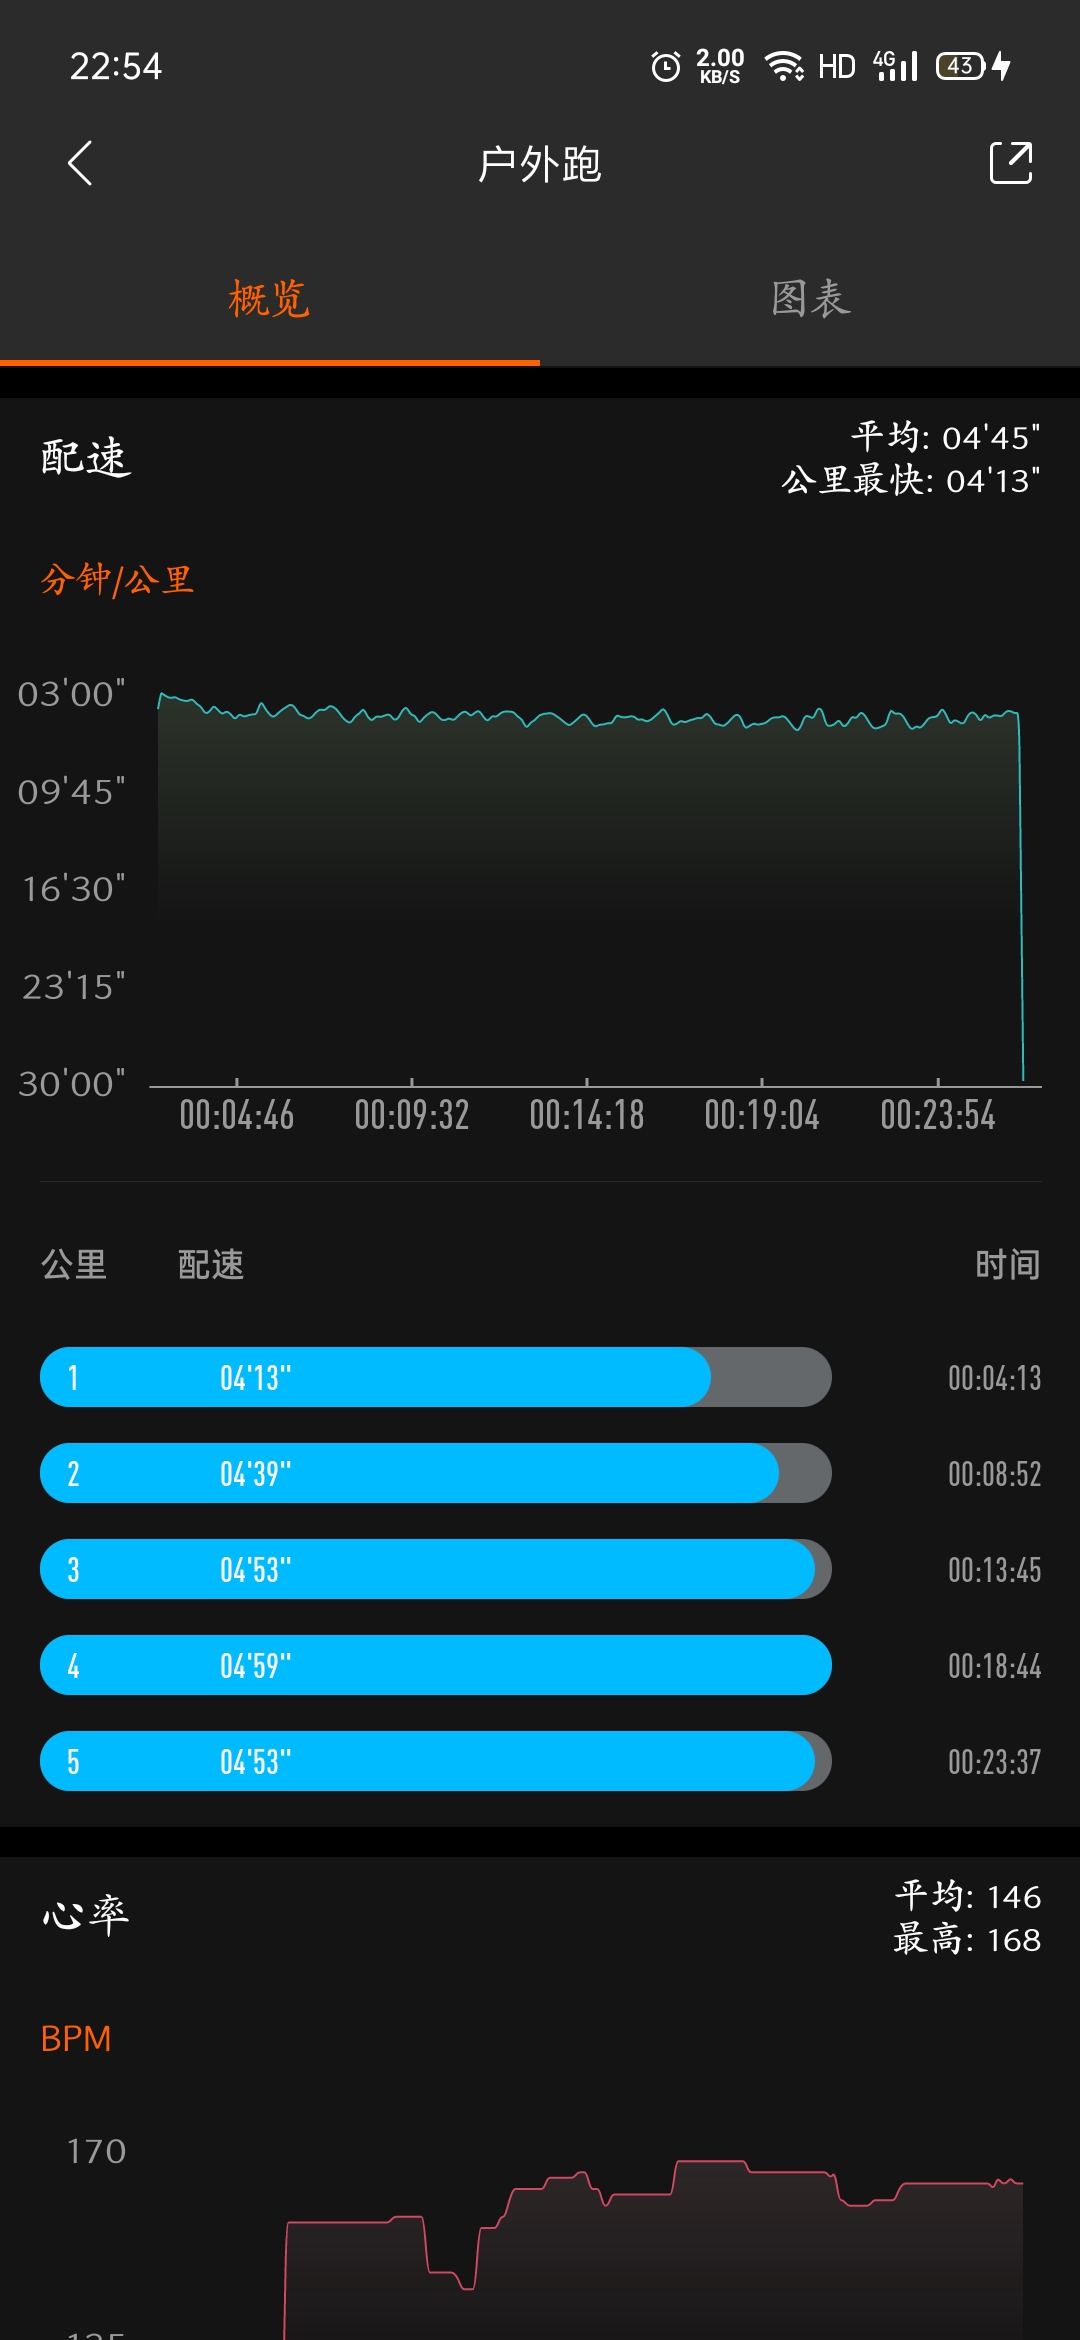 22:54
2.00 KB/S HD 4G 43
户外跑
概览 图表
配速
平均: 04'45"
公里最快: 04'13"
分钟/公里
03'00"
09'45"
16'30"
23'15"
30'00"
00:04:46 00:09:32 00:14:18 00:19:04 00:23:54
公里 配速 时间
1 04'13" 00:04:13
2 04'39" 00:08:52
3 04'53" 00:13:45
4 04'59" 00:18:44
5 04'53" 00:23:37
心率
平均: 146
最高: 168
BPM
170